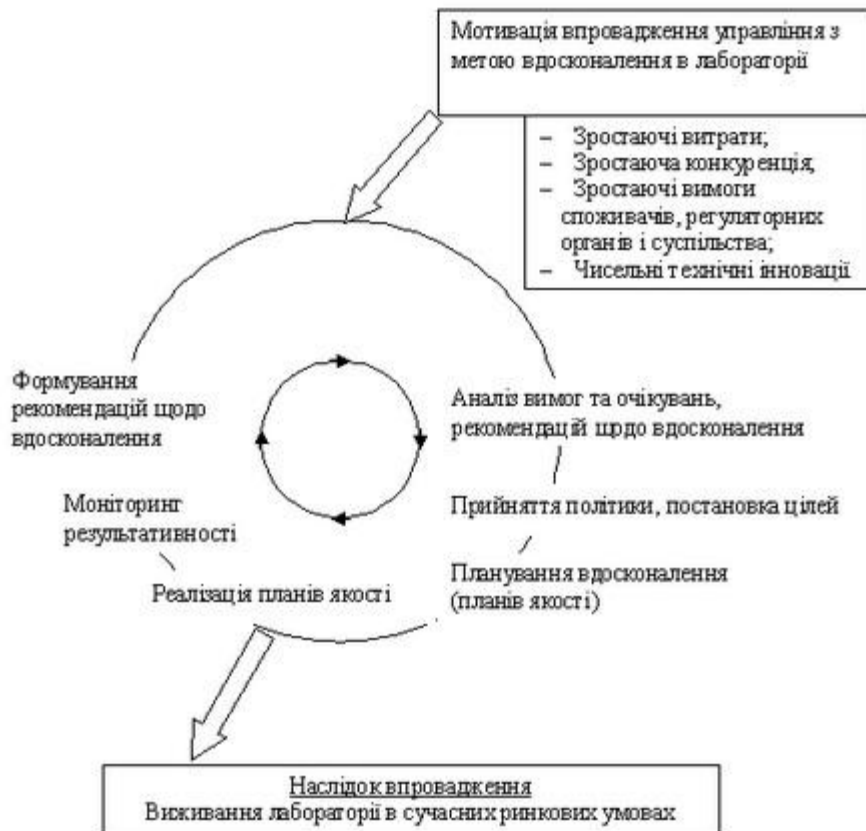 Мотивація впровадження управління з
метою вдосконалення в лабораторії
– Зростаючі витрати;
– Зростаюча конкуренція;
– Зростаючі вимоги
споживачів, регуляторних
органів і суспільства;
– Чисельні технічні інновації
Формування
рекомендацій щодо
вдосконалення
Аналіз вимог та очікувань,
рекомендацій щодо вдосконалення
Моніторинг
результативності
Прийняття політики, постановка цілей
Реалізація планів якості
Планування вдосконалення
(планів якості)
Наслідок впровадження
Виживання лабораторії в сучасних ринкових умовах